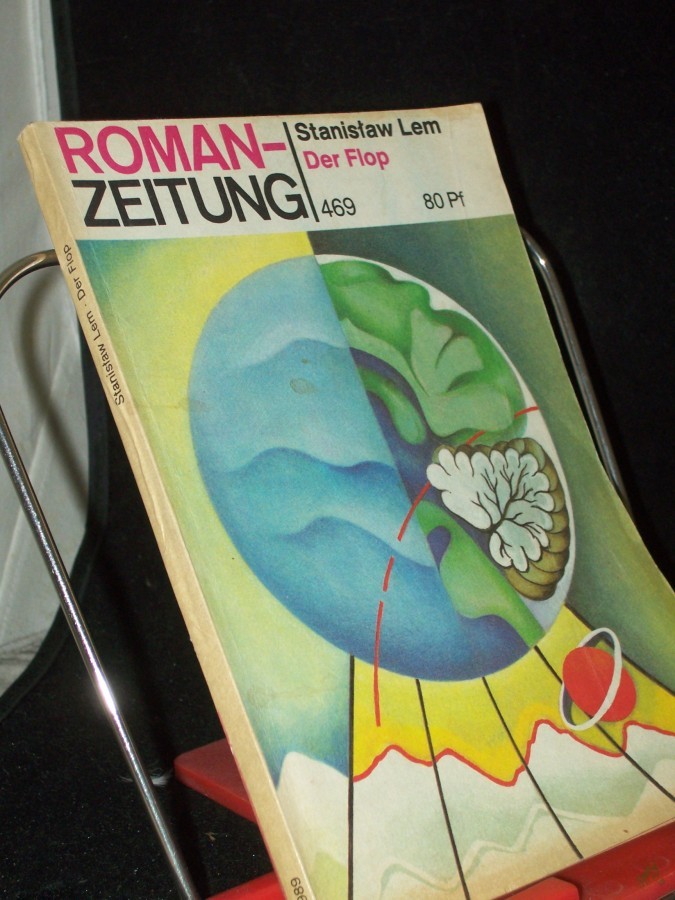 ROMAN-
ZEITUNG
Stanisław Lem
Der Flop
469 80 Pf
Stanisław Lem · Der Flop